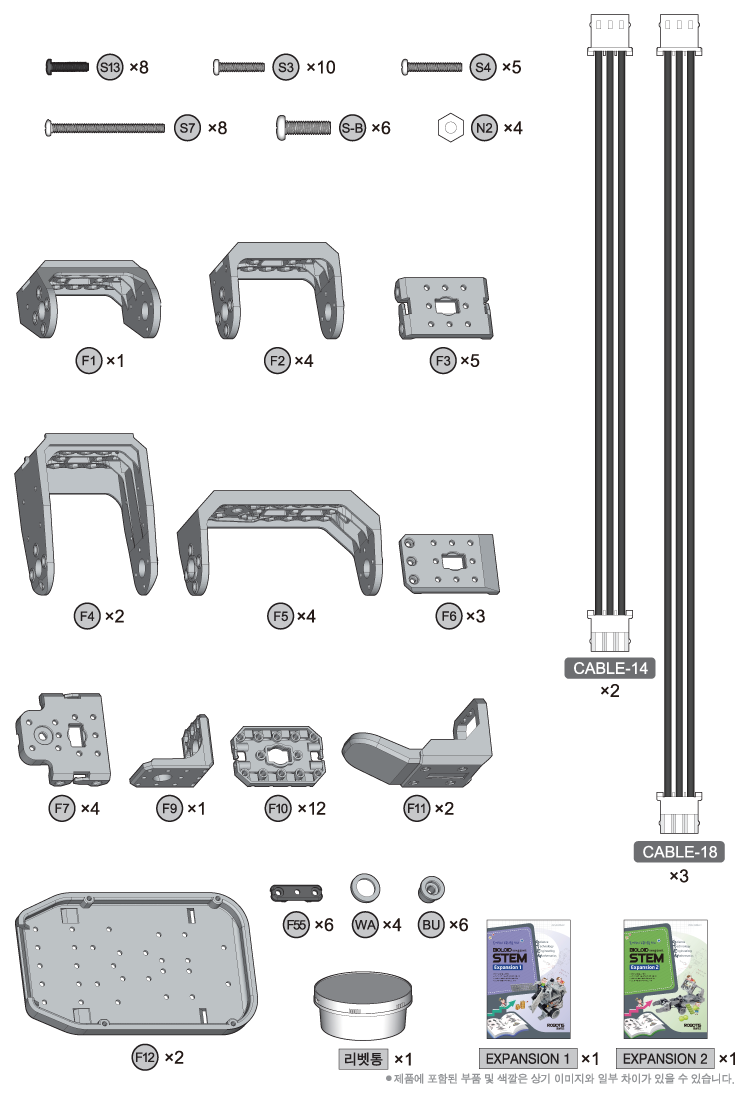 S13 ×8
S3 ×10
S4 ×5
S7 ×8
S-B ×6
N2 ×4
F1 ×1
F2 ×4
F3 ×5
F4 ×2
F5 ×4
F6 ×3
CABLE-14
×2
F7 ×4
F9 ×1
F10 ×12
F11 ×2
CABLE-18
×3
F55 ×6
WA ×4
BU ×6
BIOLOID
STEM
Expansion 1
ROBOTIS
BIOLOID
STEM
Expansion 2
ROBOTIS
F12 ×2
리벳통 ×1
EXPANSION 1 ×1
EXPANSION 2 ×1
● 제품에 포함된 부품 및 색깔은 상기 이미지와 일부 차이가 있을 수 있습니다.